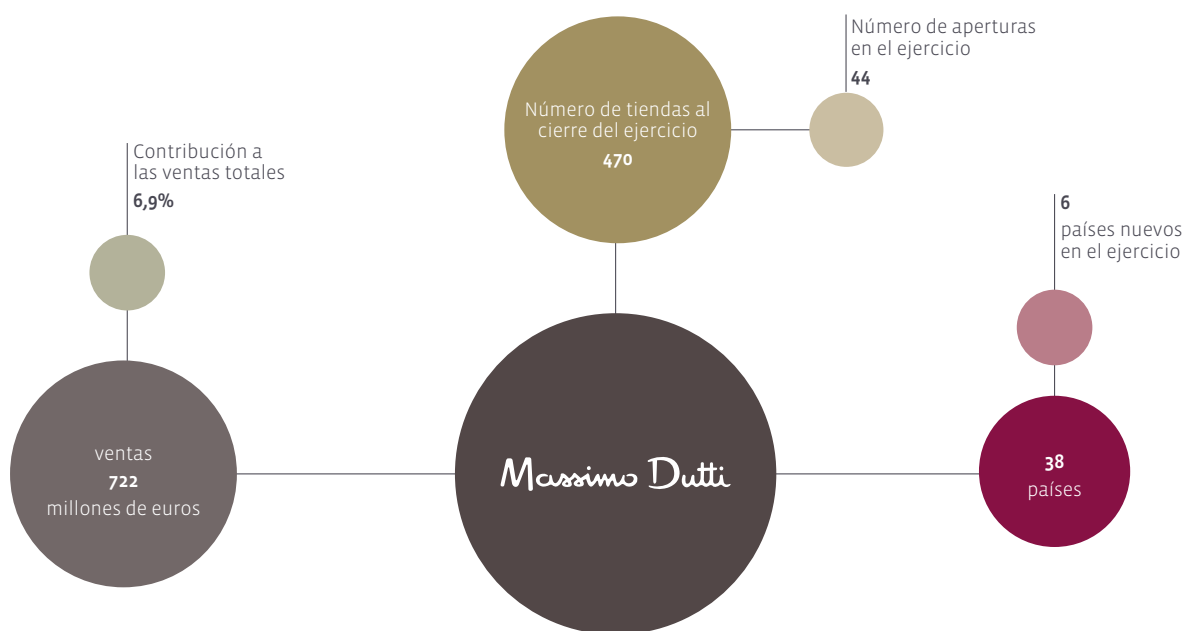 Número de aperturas
en el ejercicio
44
Número de tiendas al
cierre del ejercicio
470
Contribución a
las ventas totales
6,9%
6
países nuevos
en el ejercicio
ventas
722
millones de euros
Massimo Dutti
38
países